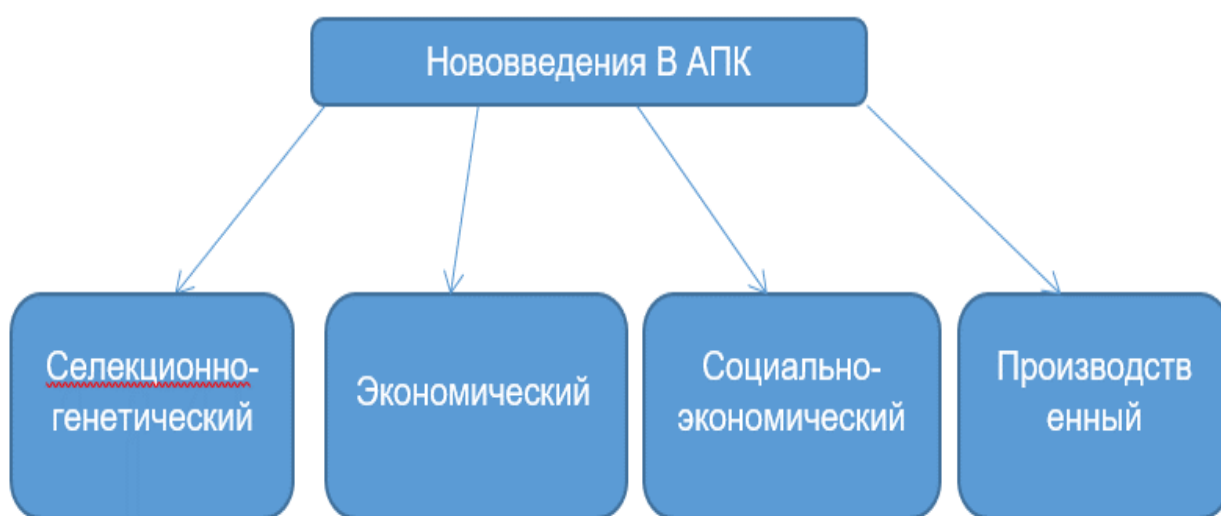 Нововведения В АПК
Селекционно-
генетический
Экономический
Социально-
экономический
Производств
енный